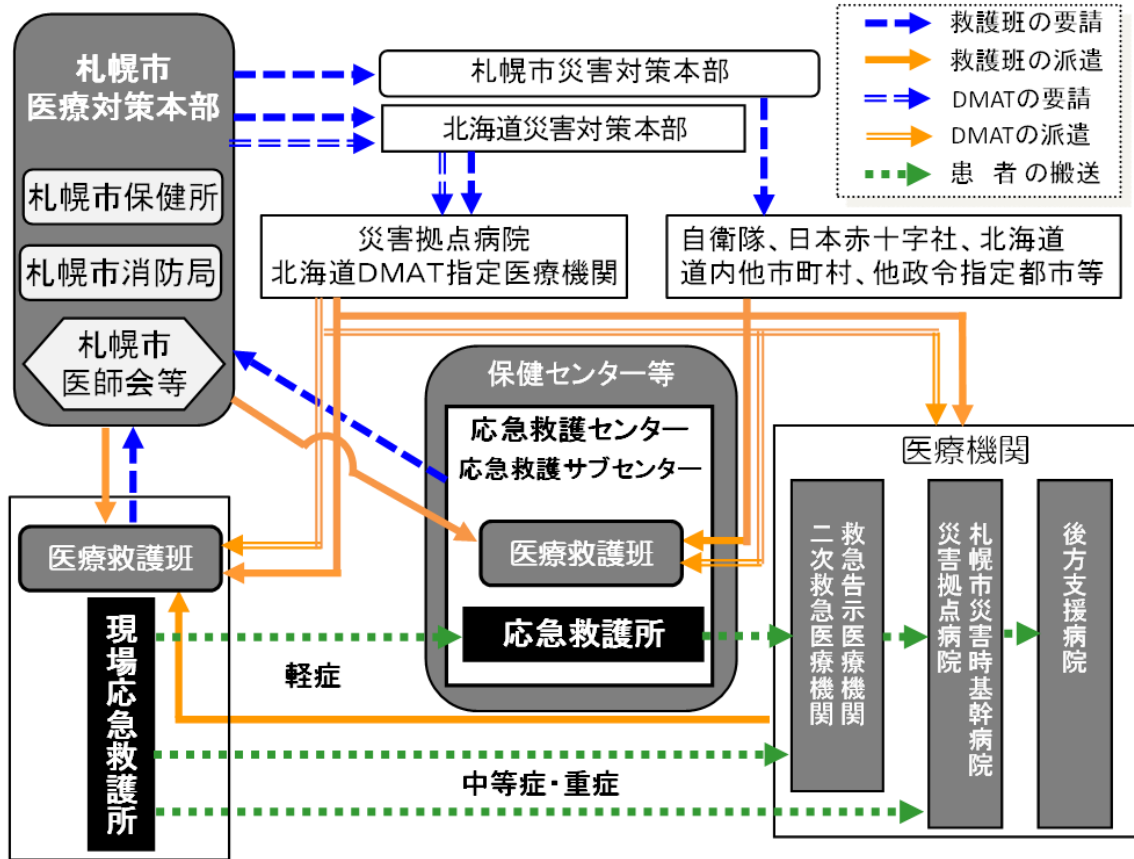 札幌市
医療対策本部
札幌市保健所
札幌市消防局
札幌市
医師会等
札幌市災害対策本部
北海道災害対策本部
救護班の要請
救護班の派遣
DMATの要請
DMATの派遣
患者の搬送
災害拠点病院
北海道DMAT指定医療機関
自衛隊、日本赤十字社、北海道
道内他市町村、他政令指定都市等
保健センター等
応急救護センター
応急救護サブセンター
医療救護班
応急救護所
医療救護班
現場応急救護所
軽症
中等症・重症
医療機関
救急告示医療機関
二次救急医療機関
札幌市災害時基幹病院
災害拠点病院
後方支援病院